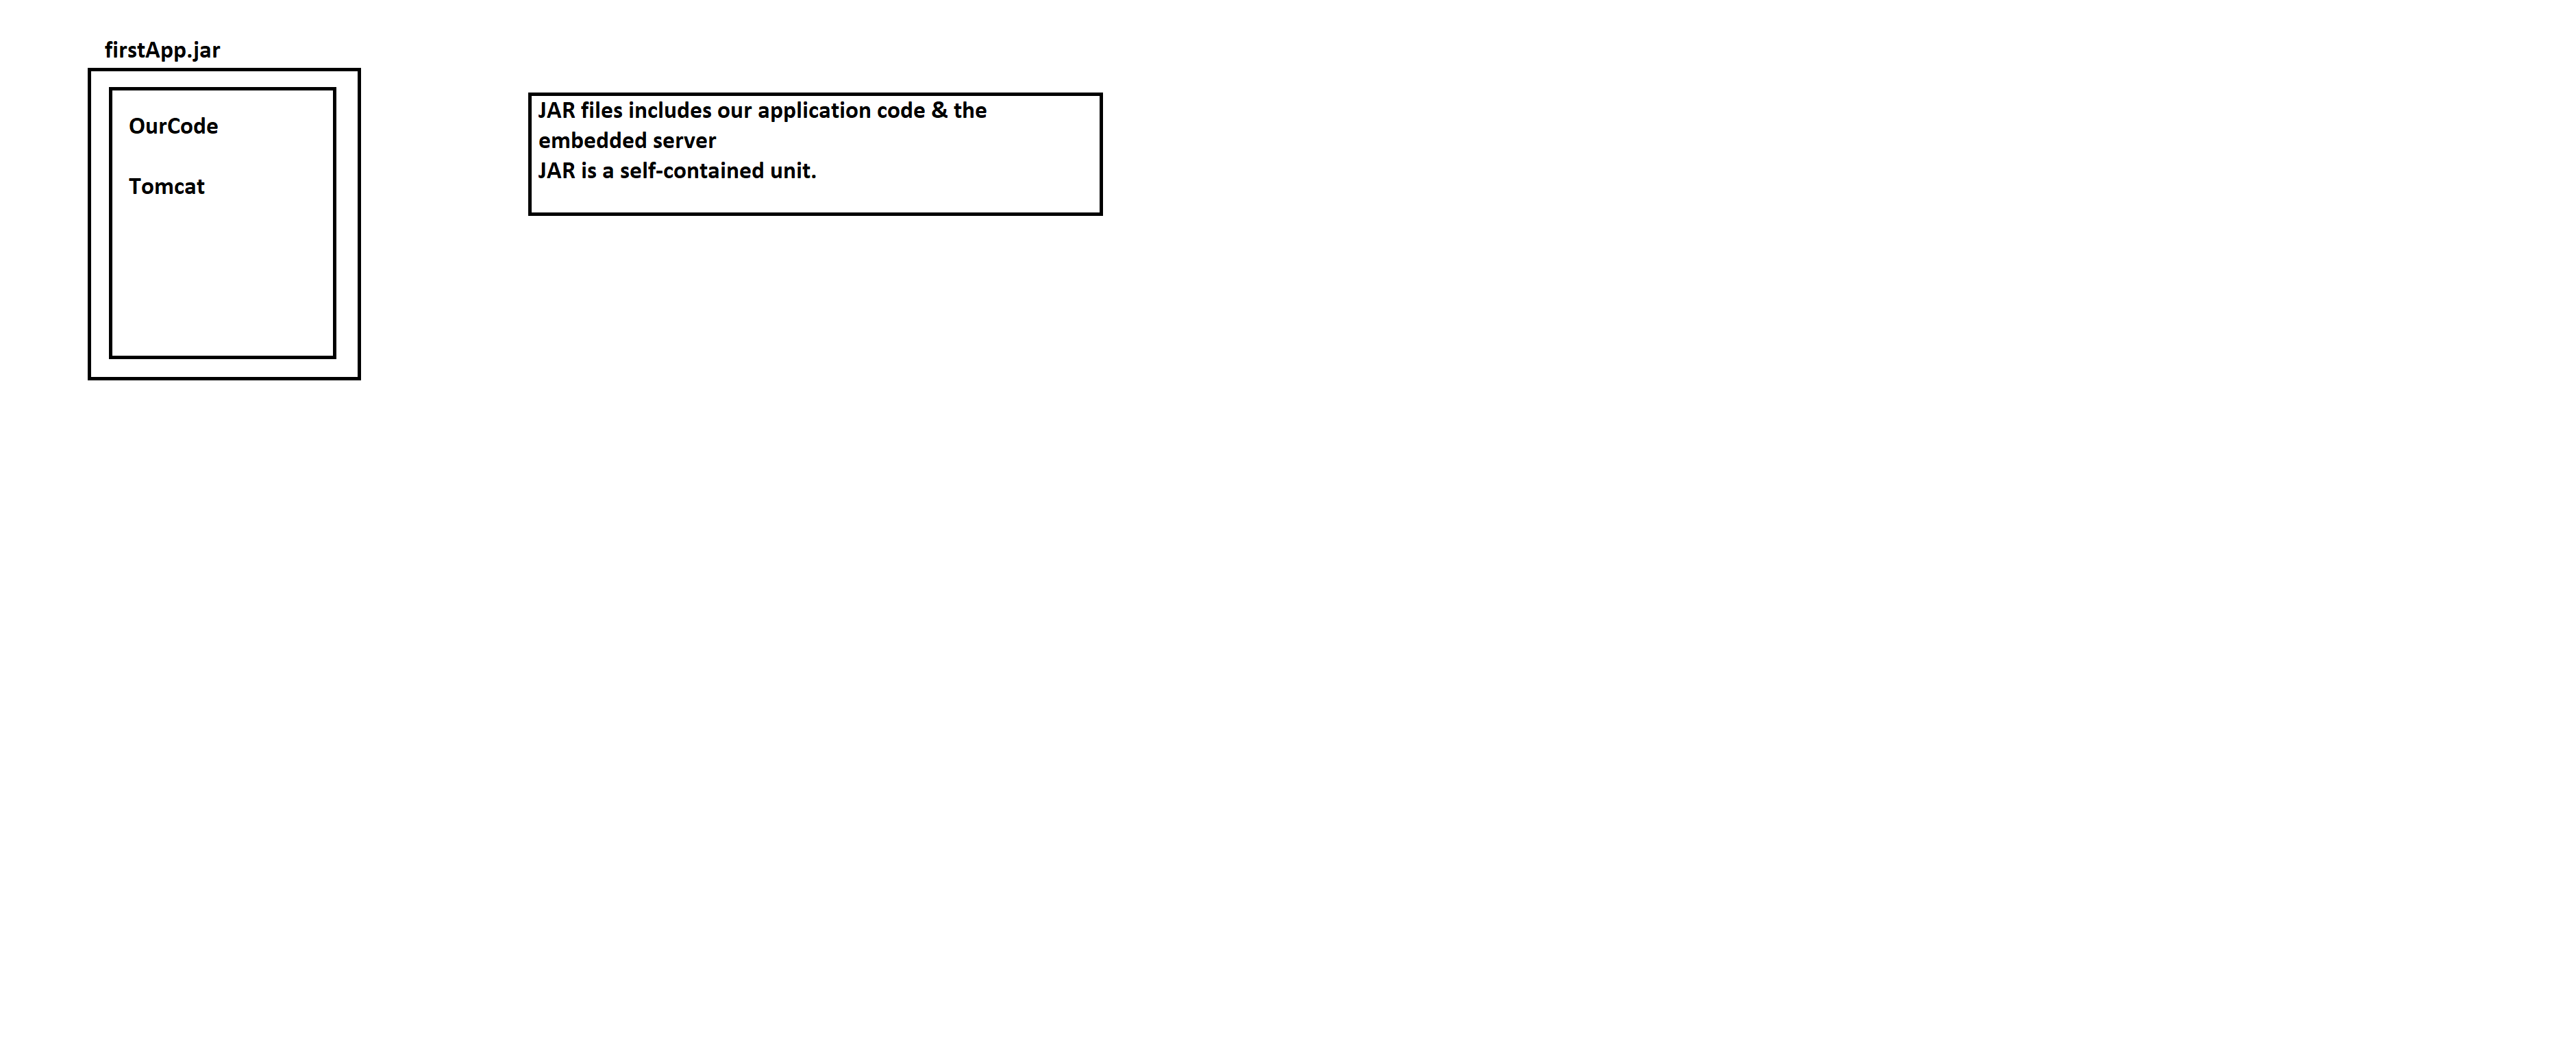 firstApp.jar
OurCode
Tomcat
JAR files includes our application code & the
embedded server
JAR is a self-contained unit.